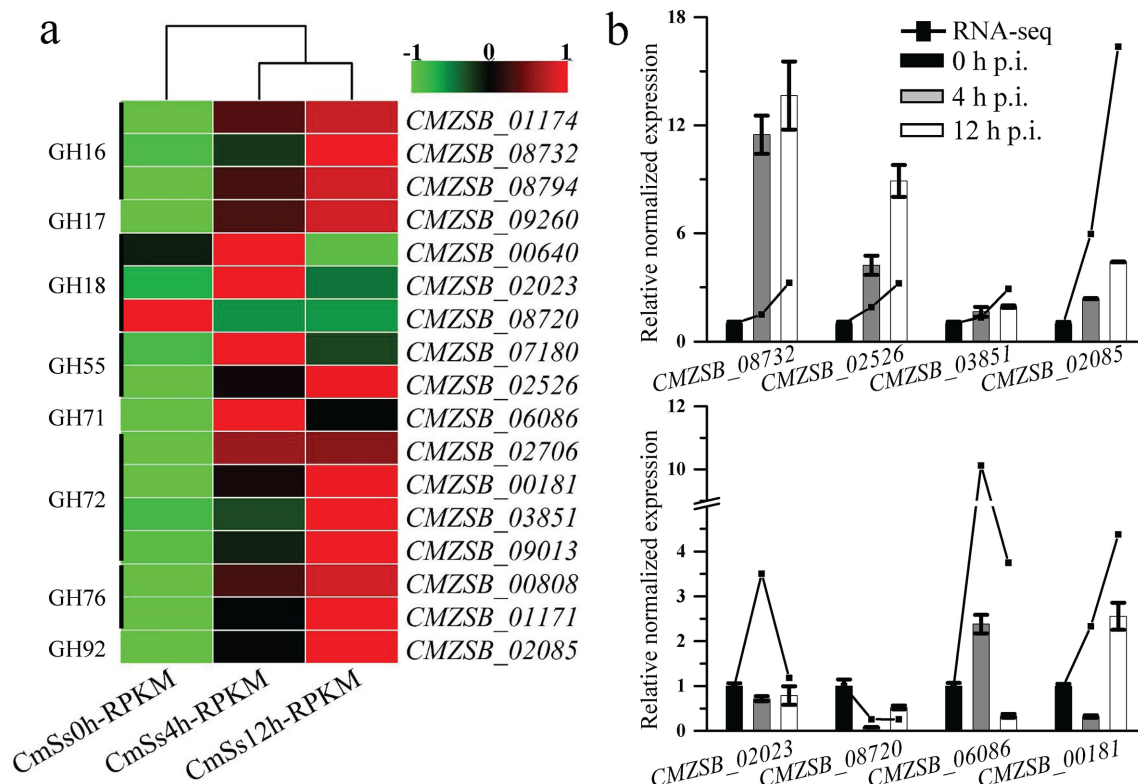 a
-1 0 1
GH16
GH17
GH18
GH55
GH71
GH72
GH76
GH92
CMZSB_01174
CMZSB_08732
CMZSB_08794
CMZSB_09260
CMZSB_00640
CMZSB_02023
CMZSB_08720
CMZSB_07180
CMZSB_02526
CMZSB_06086
CMZSB_02706
CMZSB_00181
CMZSB_03851
CMZSB_09013
CMZSB_00808
CMZSB_01171
CMZSB_02085
CmSs0h-RPKM
CmSs4h-RPKM
CmSs12h-RPKM
b
RNA-seq
0 h p.i.
4 h p.i.
12 h p.i.
Relative normalized expression
18
12
6
0
CMZSB_08732
CMZSB_02526
CMZSB_03851
CMZSB_02085
Relative normalized expression
12
10
4
3
2
1
0
CMZSB_02023
CMZSB_08720
CMZSB_06086
CMZSB_00181